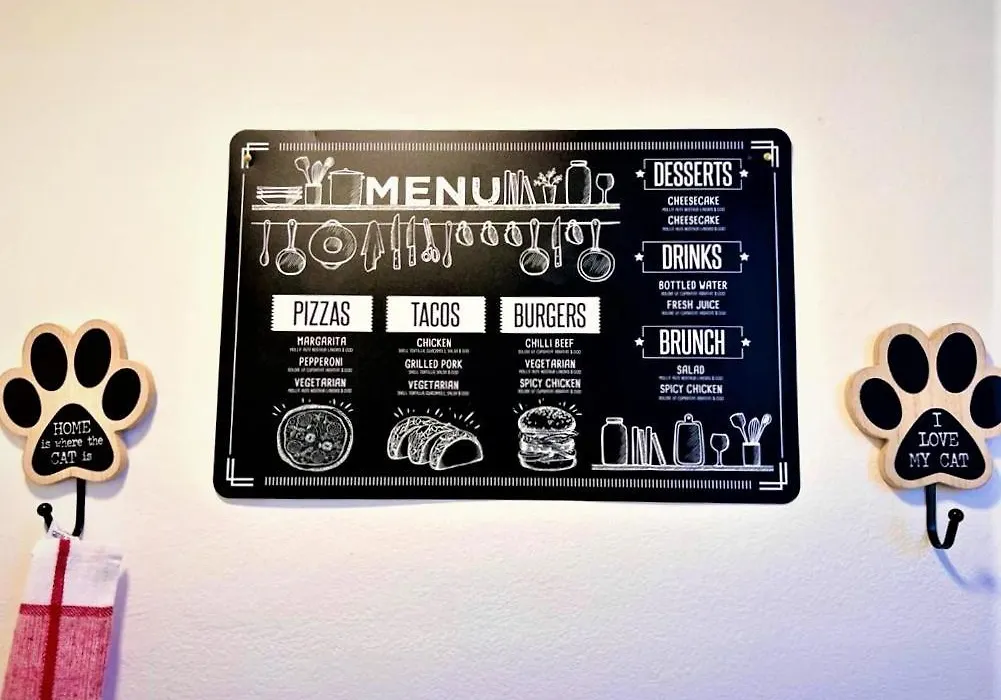 MENU
PIZZAS
MARGARITA
PEPPERONI
VEGETARIAN
TACOS
CHICKEN
GRILLED PORK
VEGETARIAN
BURGERS
CHILLI BEEF
VEGETARIAN
SPICY CHICKEN
DESSERTS
CHEESECAKE
CHEESECAKE
DRINKS
BOTTLED WATER
FRESH JUICE
BRUNCH
SALAD
SPICY CHICKEN
HOME
is where the
CAT is
I
LOVE
MY CAT